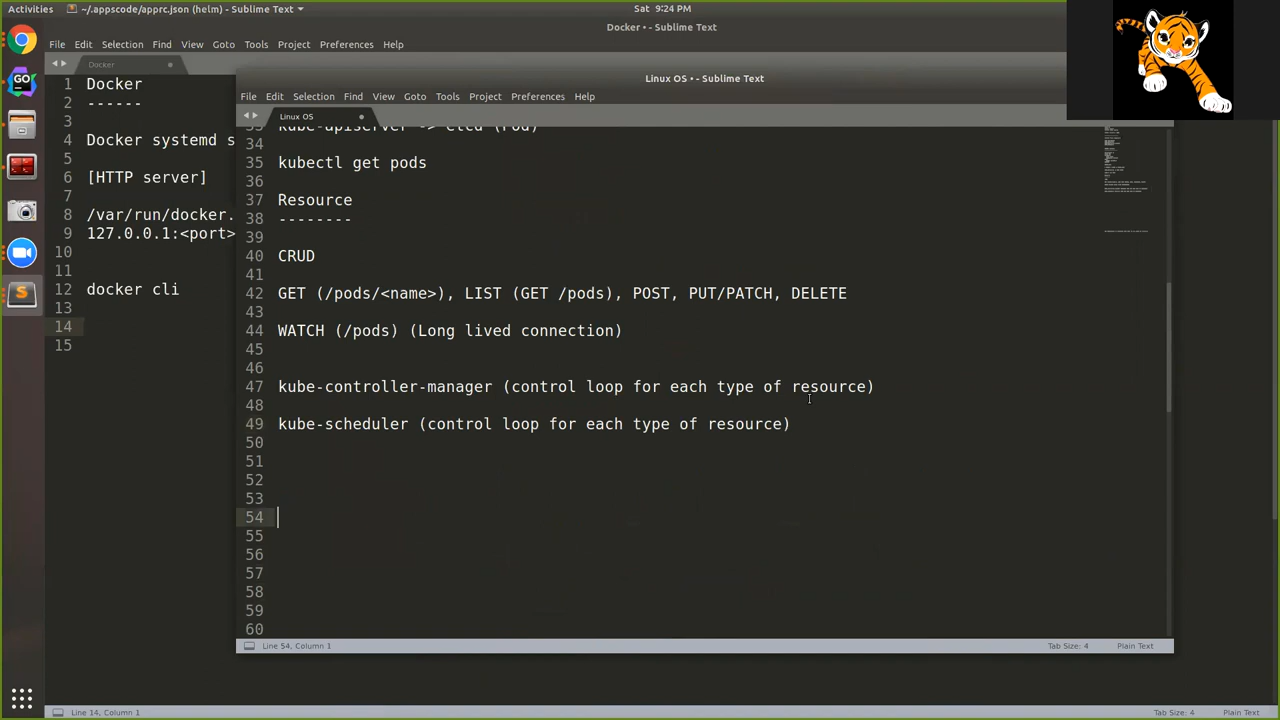 Activities
~/.appscode/apprc.json (helm) - Sublime Text
Sat 9:24 PM
Docker • - Sublime Text
File Edit Selection Find View Goto Tools Project Preferences Help
Docker
1 Docker
2 ------
3
4 Docker systemd s
5
6 [HTTP server]
7
8 /var/run/docker.
9 127.0.0.1:<port>
10
11
12 docker cli
13
14
15
Line 14, Column 1
Tab Size: 4
Plain Text
Linux OS • - Sublime Text
File Edit Selection Find View Goto Tools Project Preferences Help
Linux OS
33 kube-apiserver -> etcd (Pod)
34
35 kubectl get pods
36
37 Resource
38 --------
39
40 CRUD
41
42 GET (/pods/<name>), LIST (GET /pods), POST, PUT/PATCH, DELETE
43
44 WATCH (/pods) (Long lived connection)
45
46
47 kube-controller-manager (control loop for each type of resource)
48
49 kube-scheduler (control loop for each type of resource)
50
51
52
53
54
55
56
57
58
59
60
Line 54, Column 1
Tab Size: 4
Plain Text
GO